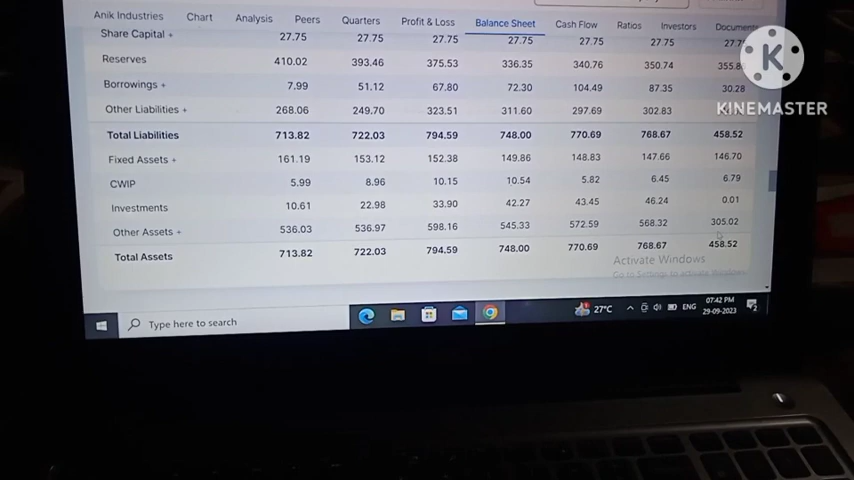 Anik Industries Chart Analysis Peers Quarters Profit & Loss Balance Sheet Cash Flow Ratios Investors Documents
Share Capital + 27.75 27.75 27.75 27.75 27.75 27.75
Reserves 410.02 393.46 375.53 336.35 340.76 350.74
Borrowings + 7.99 51.12 67.80 72.30 104.49 87.35 30.28
Other Liabilities + 268.06 249.70 323.51 311.60 297.69 302.83
Total Liabilities 713.82 722.03 794.59 748.00 770.69 768.67 458.52
Fixed Assets + 161.19 153.12 152.38 149.86 148.83 147.66 146.70
CWIP 5.99 8.96 10.15 10.54 5.82 6.45 6.79
Investments 10.61 22.98 33.90 42.27 43.45 46.24 0.01
Other Assets + 536.03 536.97 598.16 545.33 572.59 568.32 305.02
Total Assets 713.82 722.03 794.59 748.00 770.69 768.67 458.52
Activate Windows
Go to Settings to activate Windows.
Type here to search 27°C ENG 07:42 PM
29-09-2023
K
KINEMASTER